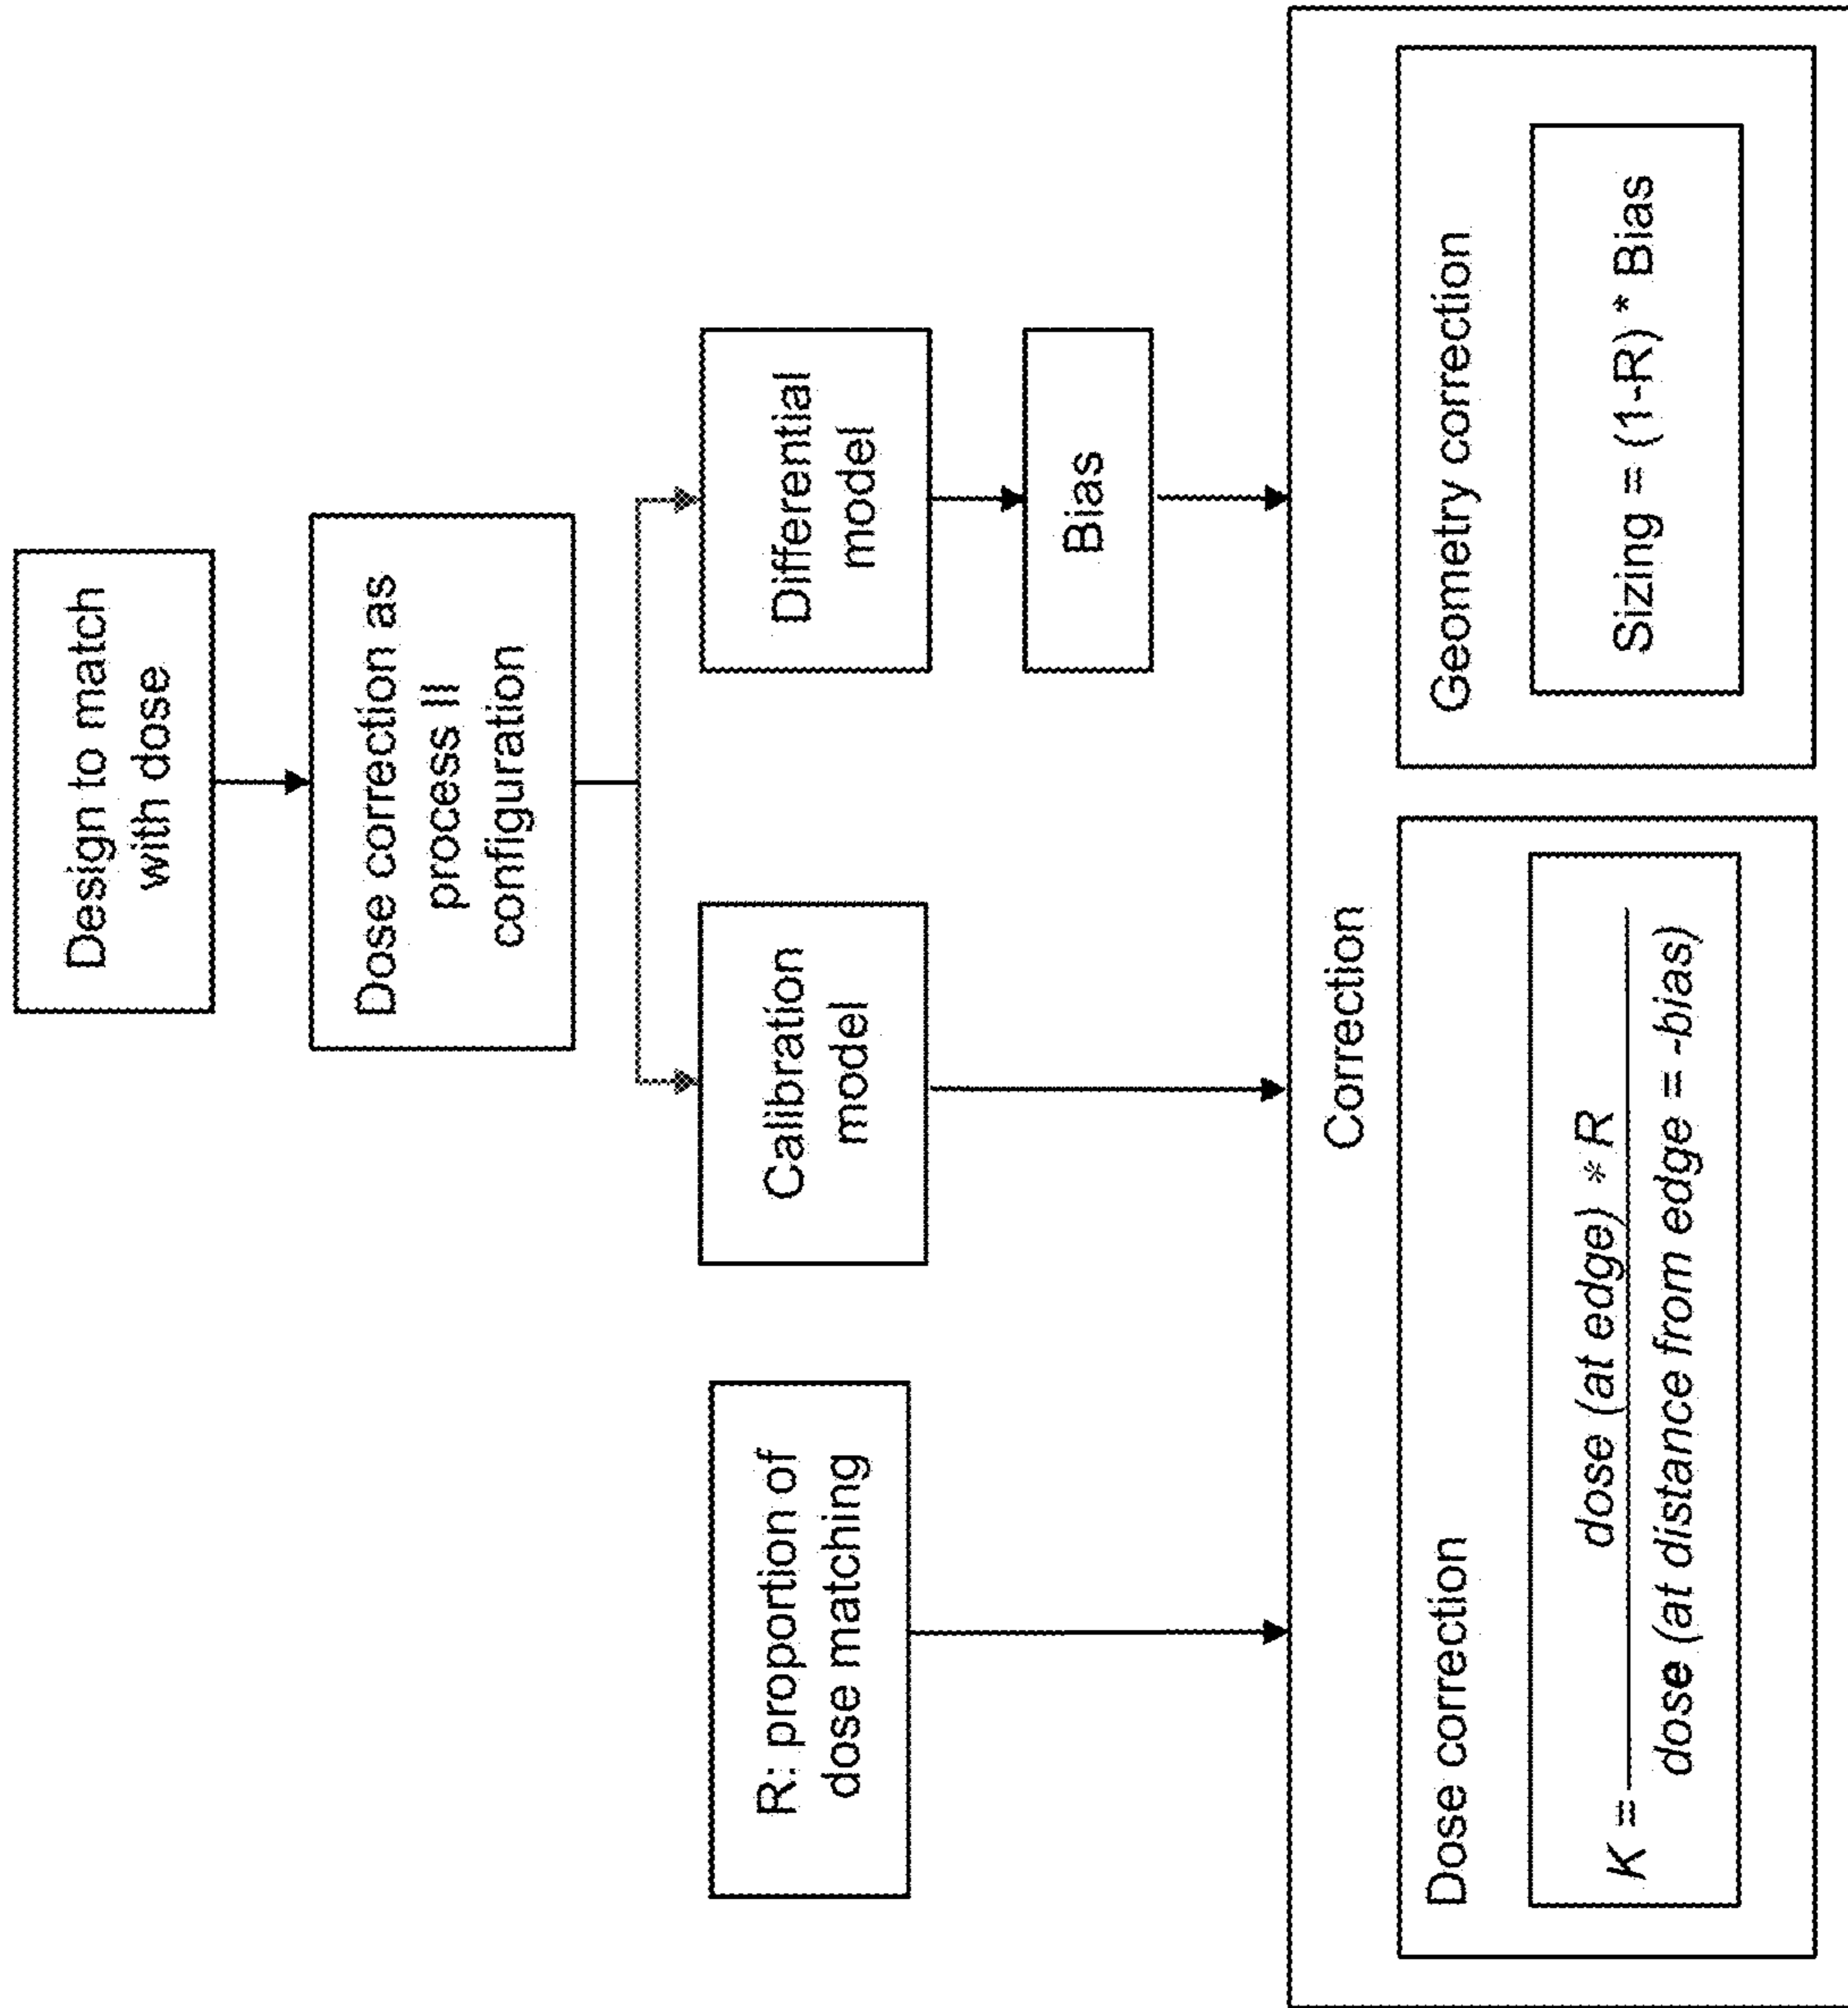 Design to match
with dose
Dose correction as
process II
configuration
R: proportion of
dose matching
Calibration
model
Differential
model
Bias
Correction
Dose correction
K = dose (at edge) * R
dose (at distance from edge = -bias)
Geometry correction
Sizing = (1-R) * Bias